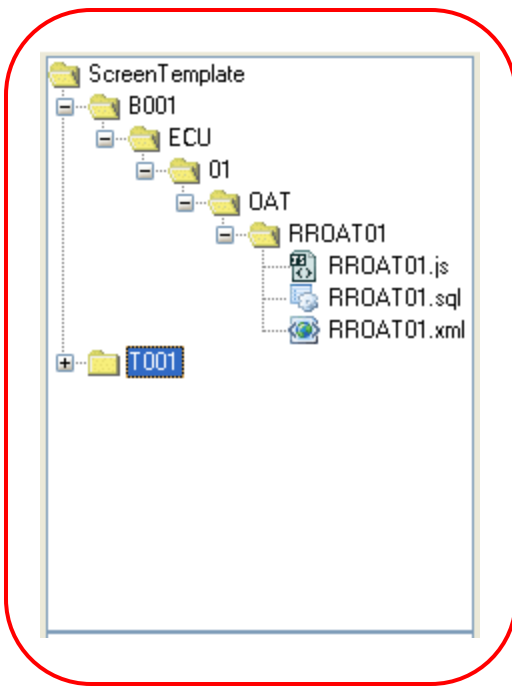 ScreenTemplate
B001
ECU
01
OAT
RROAT01
RROAT01.js
RROAT01.sql
RROAT01.xml
T001